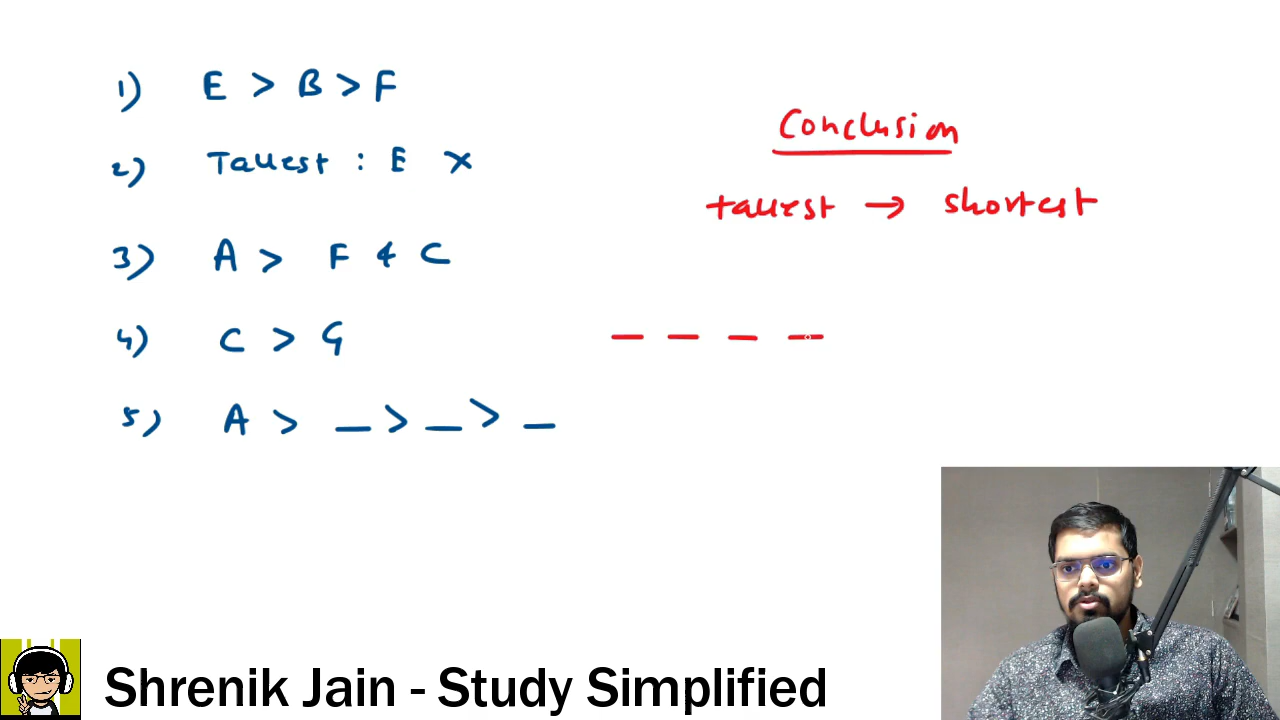 1) E > B > F
2) Tallest : E ×
3) A > F & C
4) C > G
5) A > _ > _ > _
Conclusion
tallest → shortest
_ _ _ _
Shrenik Jain - Study Simplified